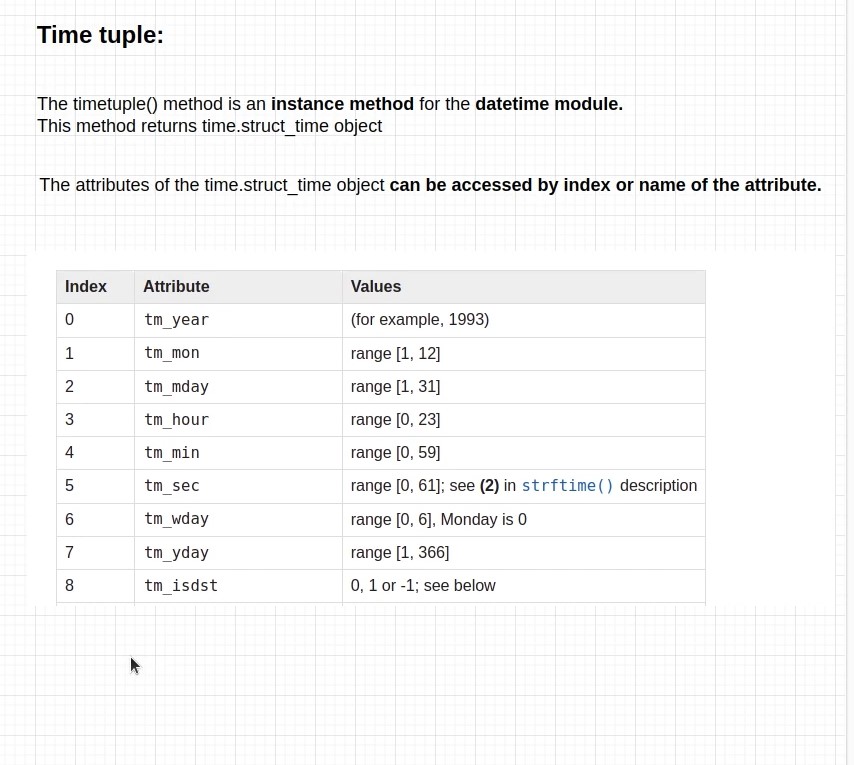 Time tuple:
The timetuple() method is an instance method for the datetime module.
This method returns time.struct_time object
The attributes of the time.struct_time object can be accessed by index or name of the attribute.
Index Attribute Values
0 tm_year (for example, 1993)
1 tm_mon range [1, 12]
2 tm_mday range [1, 31]
3 tm_hour range [0, 23]
4 tm_min range [0, 59]
5 tm_sec range [0, 61]; see (2) in strftime() description
6 tm_wday range [0, 6], Monday is 0
7 tm_yday range [1, 366]
8 tm_isdst 0, 1 or -1; see below